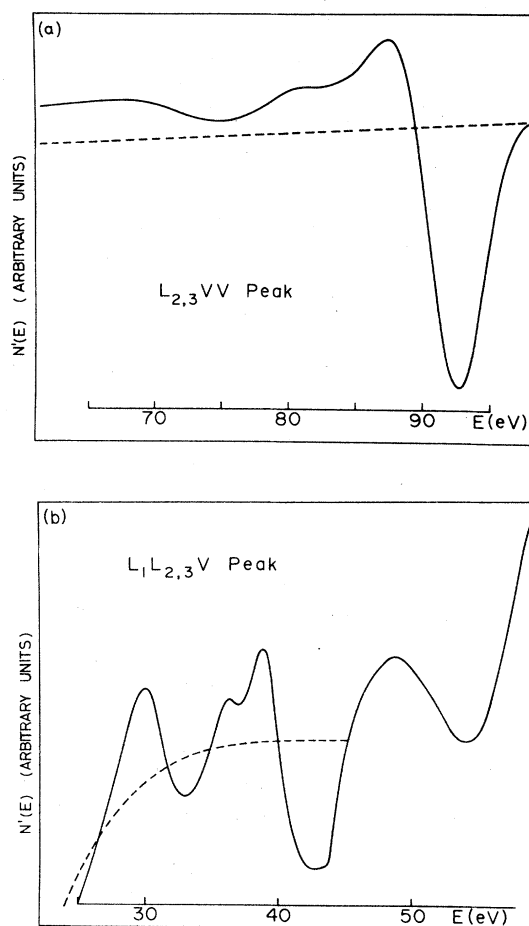 (a)
N'(E) (ARBITRARY UNITS)
L2,3VV Peak
70 80 90 E(eV)
(b)
L1L2,3V Peak
N'(E) (ARBITRARY UNITS)
30 40 50 E(eV)